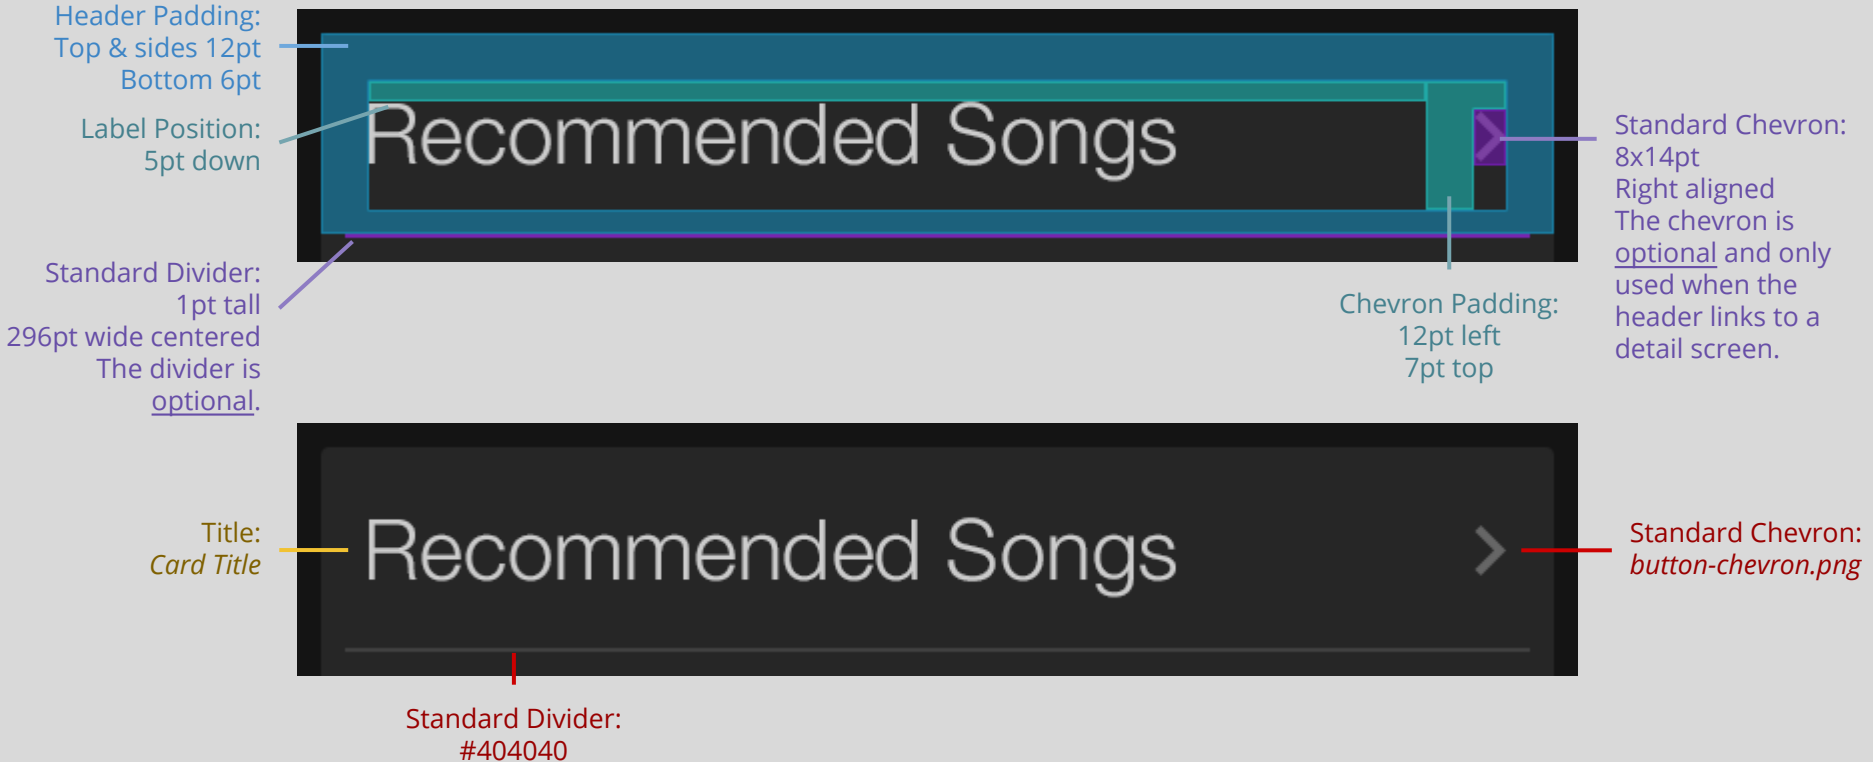 Header Padding:
Top & sides 12pt
Bottom 6pt
Label Position:
5pt down
Standard Divider:
1pt tall
296pt wide centered
The divider is
optional.
Recommended Songs
Standard Chevron:
8x14pt
Right aligned
The chevron is
optional and only
used when the
header links to a
detail screen.
Chevron Padding:
12pt left
7pt top
Title:
Card Title
Recommended Songs
Standard Chevron:
button-chevron.png
Standard Divider:
#404040